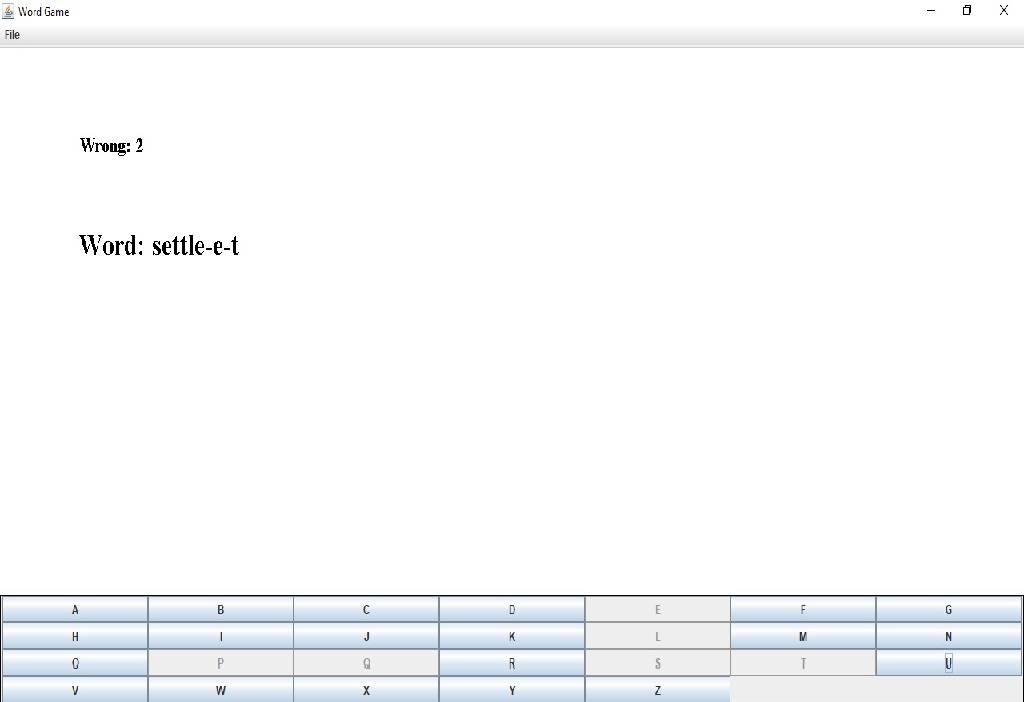 Word Game
File
Wrong: 2
Word: settle-e-t
A B C D E F G
H I J K L M N
O P Q R S T U
V W X Y Z